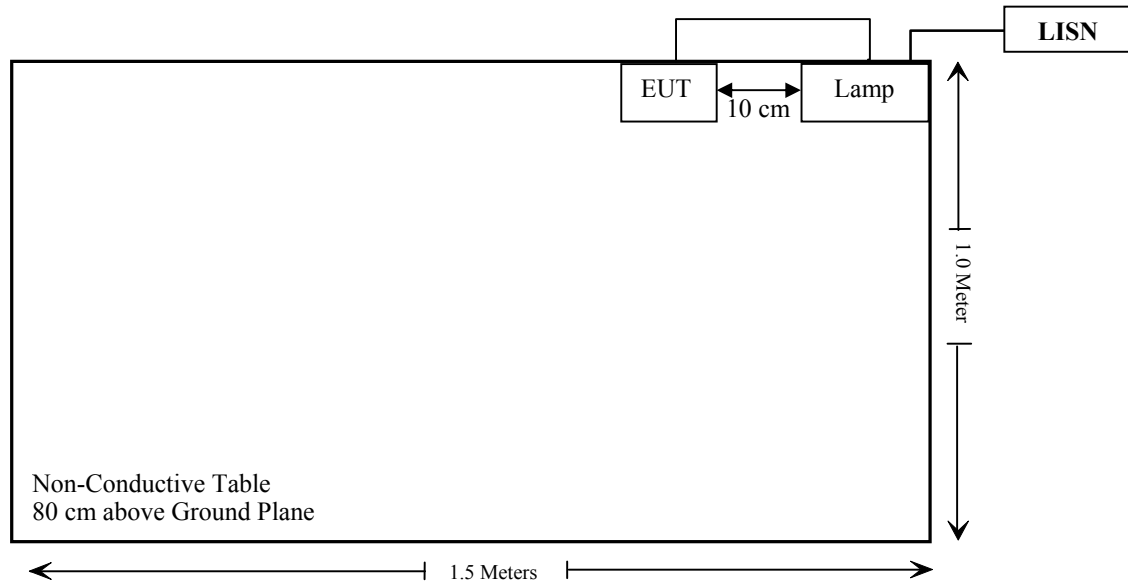 LISN
EUT
Lamp
10 cm
1.0 Meter
Non-Conductive Table
80 cm above Ground Plane
1.5 Meters